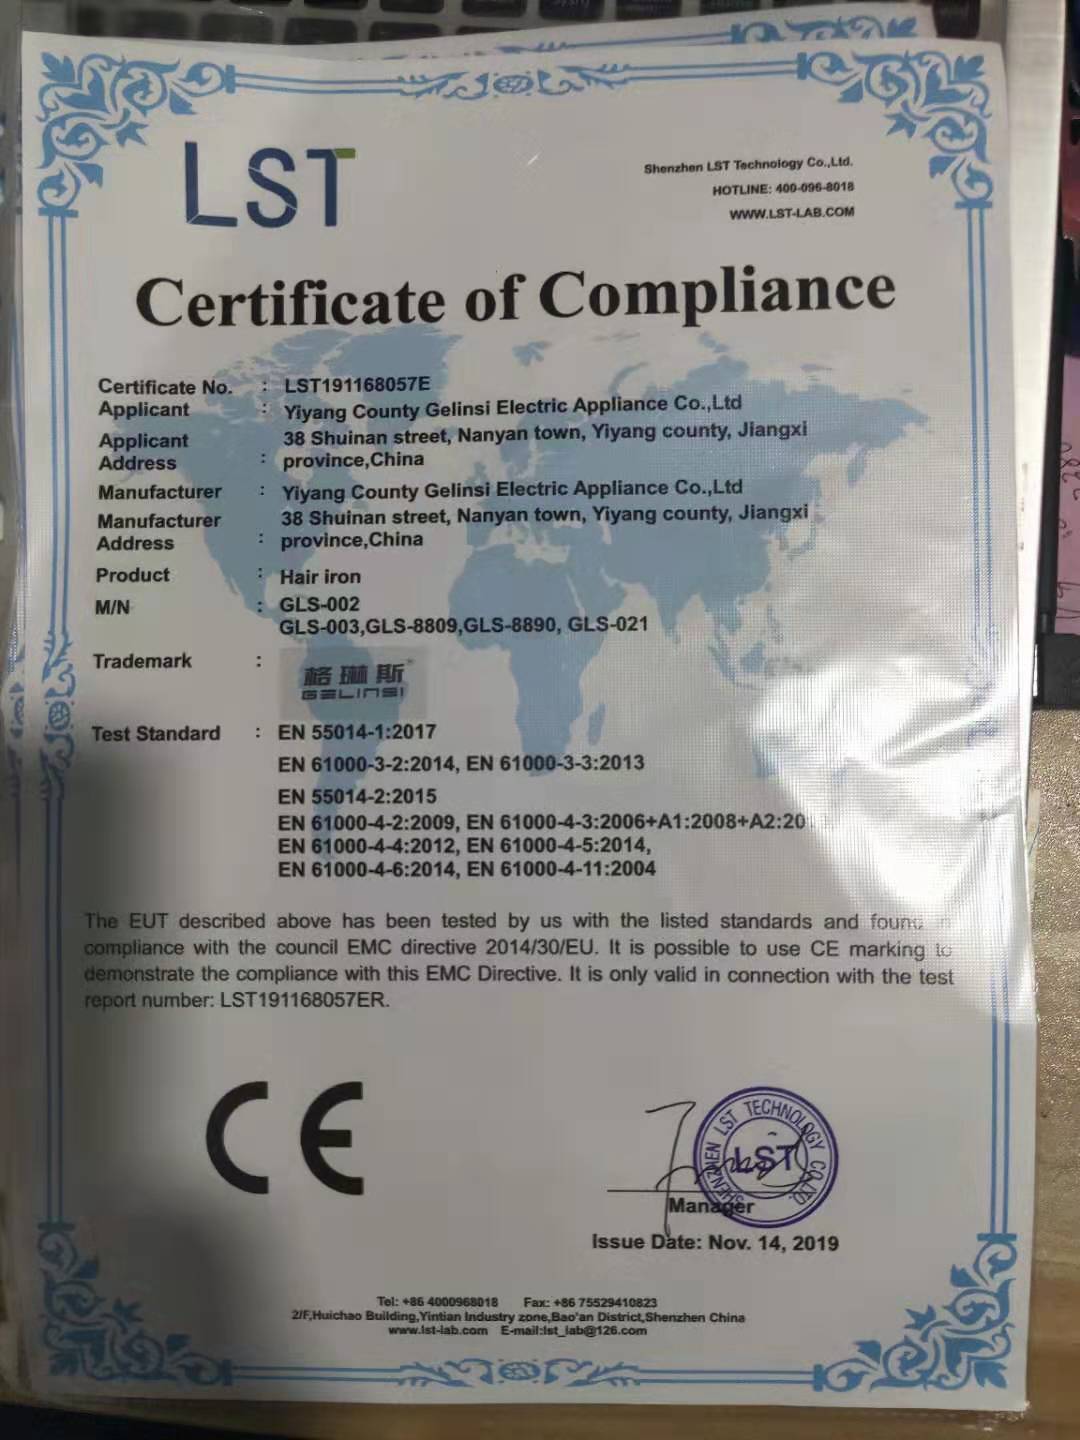 LST
Shenzhen LST Technology Co.,Ltd.
HOTLINE: 400-096-8018
WWW.LST-LAB.COM
Certificate of Compliance
Certificate No. : LST191168057E
Applicant : Yiyang County Gelinsi Electric Appliance Co.,Ltd
Applicant 38 Shuinan street, Nanyan town, Yiyang county, Jiangxi
Address : province,China
Manufacturer : Yiyang County Gelinsi Electric Appliance Co.,Ltd
Manufacturer 38 Shuinan street, Nanyan town, Yiyang county, Jiangxi
Address : province,China
Product : Hair iron
M/N : GLS-002
GLS-003,GLS-8809,GLS-8890, GLS-021
Trademark : 格琳斯
GELINSI
Test Standard : EN 55014-1:2017
EN 61000-3-2:2014, EN 61000-3-3:2013
EN 55014-2:2015
EN 61000-4-2:2009, EN 61000-4-3:2006+A1:2008+A2:20
EN 61000-4-4:2012, EN 61000-4-5:2014,
EN 61000-4-6:2014, EN 61000-4-11:2004
The EUT described above has been tested by us with the listed standards and found in
compliance with the council EMC directive 2014/30/EU. It is possible to use CE marking to
demonstrate the compliance with this EMC Directive. It is only valid in connection with the test
report number: LST191168057ER.
CE
SHENZHEN LST TECHNOLOGY CO.,LTD.
LST
Manager
Issue Date: Nov. 14, 2019
Tel: +86 4000968018 Fax: +86 75529410823
2/F,Huichao Building,Yintian Industry zone,Bao'an District,Shenzhen China
www.lst-lab.com E-mail:lst_lab@126.com